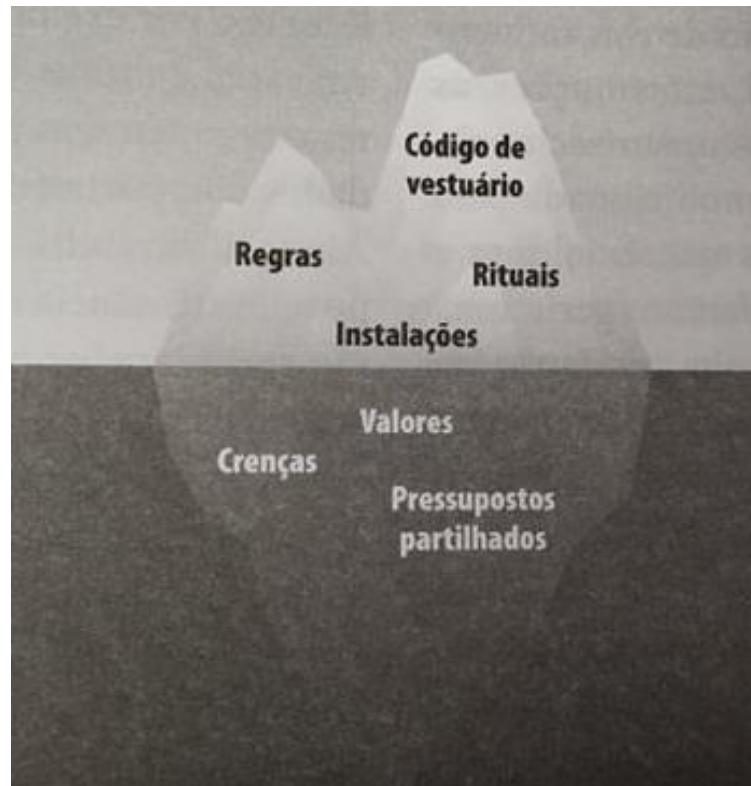 Código de
vestuário
Regras
Rituais
Instalações
Valores
Crenças
Pressupostos
partilhados